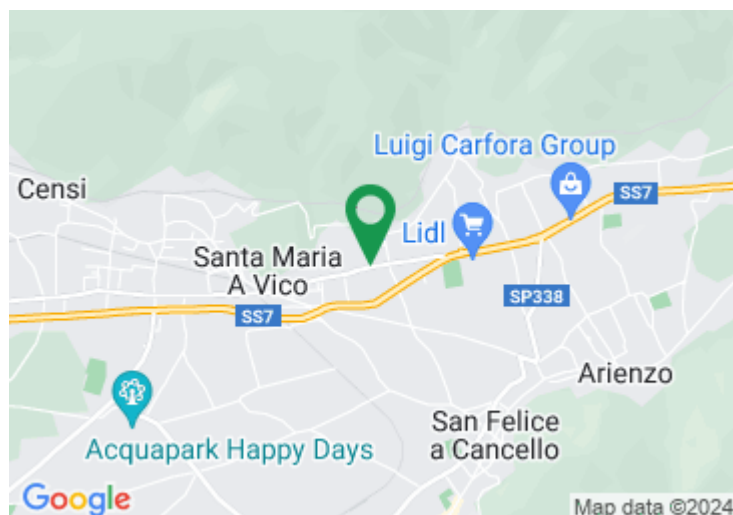 Luigi Carfora Group
Censi
SS7
Lidl
Santa Maria
A Vico
SP338
SS7
Arienzo
San Felice
a Cancello
Acquapark Happy Days
Google
Map data ©2024